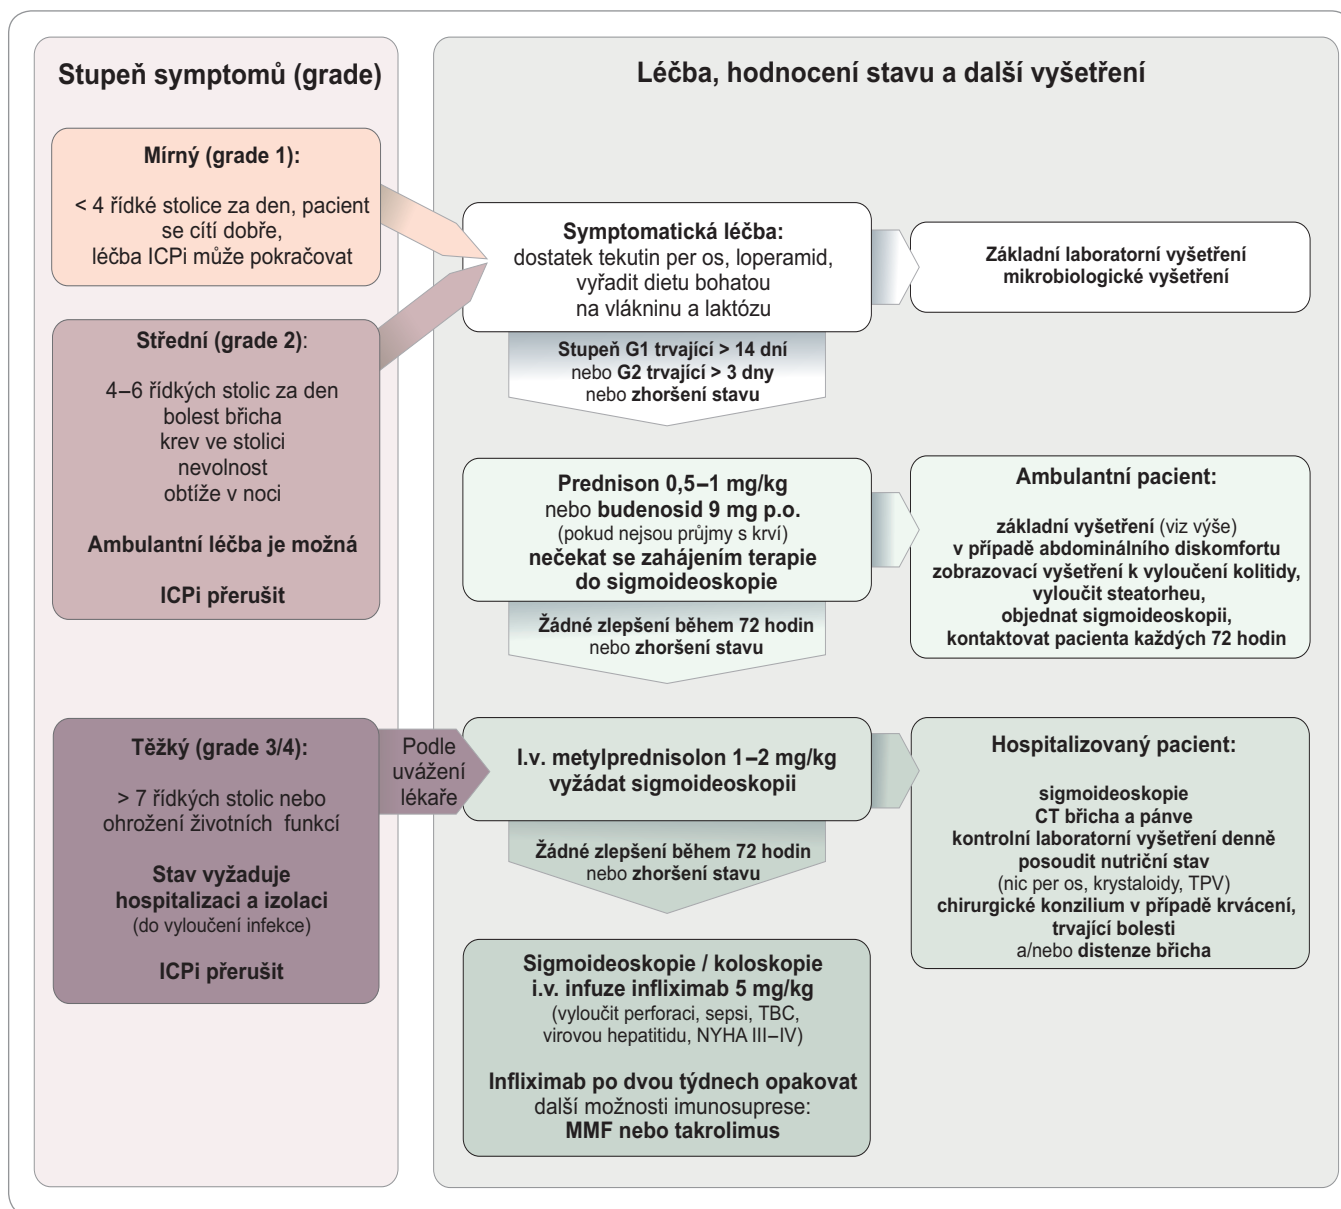 Stupeň symptomů (grade)
Mírný (grade 1):
< 4 řídké stolice za den, pacient
se cítí dobře,
léčba ICPi může pokračovat
Střední (grade 2):
4–6 řídkých stolic za den
bolest břicha
krev ve stolici
nevolnost
obtíže v noci
Ambulantní léčba je možná
ICPi přerušit
Těžký (grade 3/4):
> 7 řídkých stolic nebo
ohrožení životních funkcí
Stav vyžaduje
hospitalizaci a izolaci
(do vyloučení infekce)
ICPi přerušit
Podle
uvážení
lékaře
Léčba, hodnocení stavu a další vyšetření
Symptomatická léčba:
dostatek tekutin per os, loperamid,
vyřadit dietu bohatou
na vlákninu a laktózu
Základní laboratorní vyšetření
mikrobiologické vyšetření
Stupeň G1 trvající > 14 dní
nebo G2 trvající > 3 dny
nebo zhoršení stavu
Prednison 0,5–1 mg/kg
nebo budenosid 9 mg p.o.
(pokud nejsou průjmy s krví)
nečekat se zahájením terapie
do sigmoideoskopie
Ambulantní pacient:
základní vyšetření (viz výše)
v případě abdominálního diskomfortu
zobrazovací vyšetření k vyloučení kolitidy,
vyloučit steatorheu,
objednat sigmoideoskopii,
kontaktovat pacienta každých 72 hodin
Žádné zlepšení během 72 hodin
nebo zhoršení stavu
I.v. metylprednisolon 1–2 mg/kg
vyžádat sigmoideoskopii
Hospitalizovaný pacient:
sigmoideoskopie
CT břicha a pánve
kontrolní laboratorní vyšetření denně
posoudit nutriční stav
(nic per os, krystaloidy, TPV)
chirurgické konzilium v případě krvácení,
trvající bolesti
a/nebo distenze břicha
Žádné zlepšení během 72 hodin
nebo zhoršení stavu
Sigmoideoskopie / koloskopie
i.v. infuze infliximab 5 mg/kg
(vyloučit perforaci, sepsi, TBC,
virovou hepatitidu, NYHA III–IV)
Infliximab po dvou týdnech opakovat
další možnosti imunosuprese:
MMF nebo takrolimus